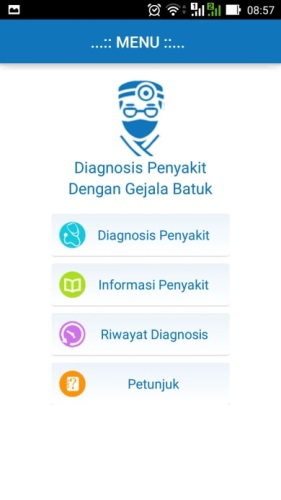 08:57
...:: MENU ::...
Diagnosis Penyakit
Dengan Gejala Batuk
Diagnosis Penyakit
Informasi Penyakit
Riwayat Diagnosis
Petunjuk